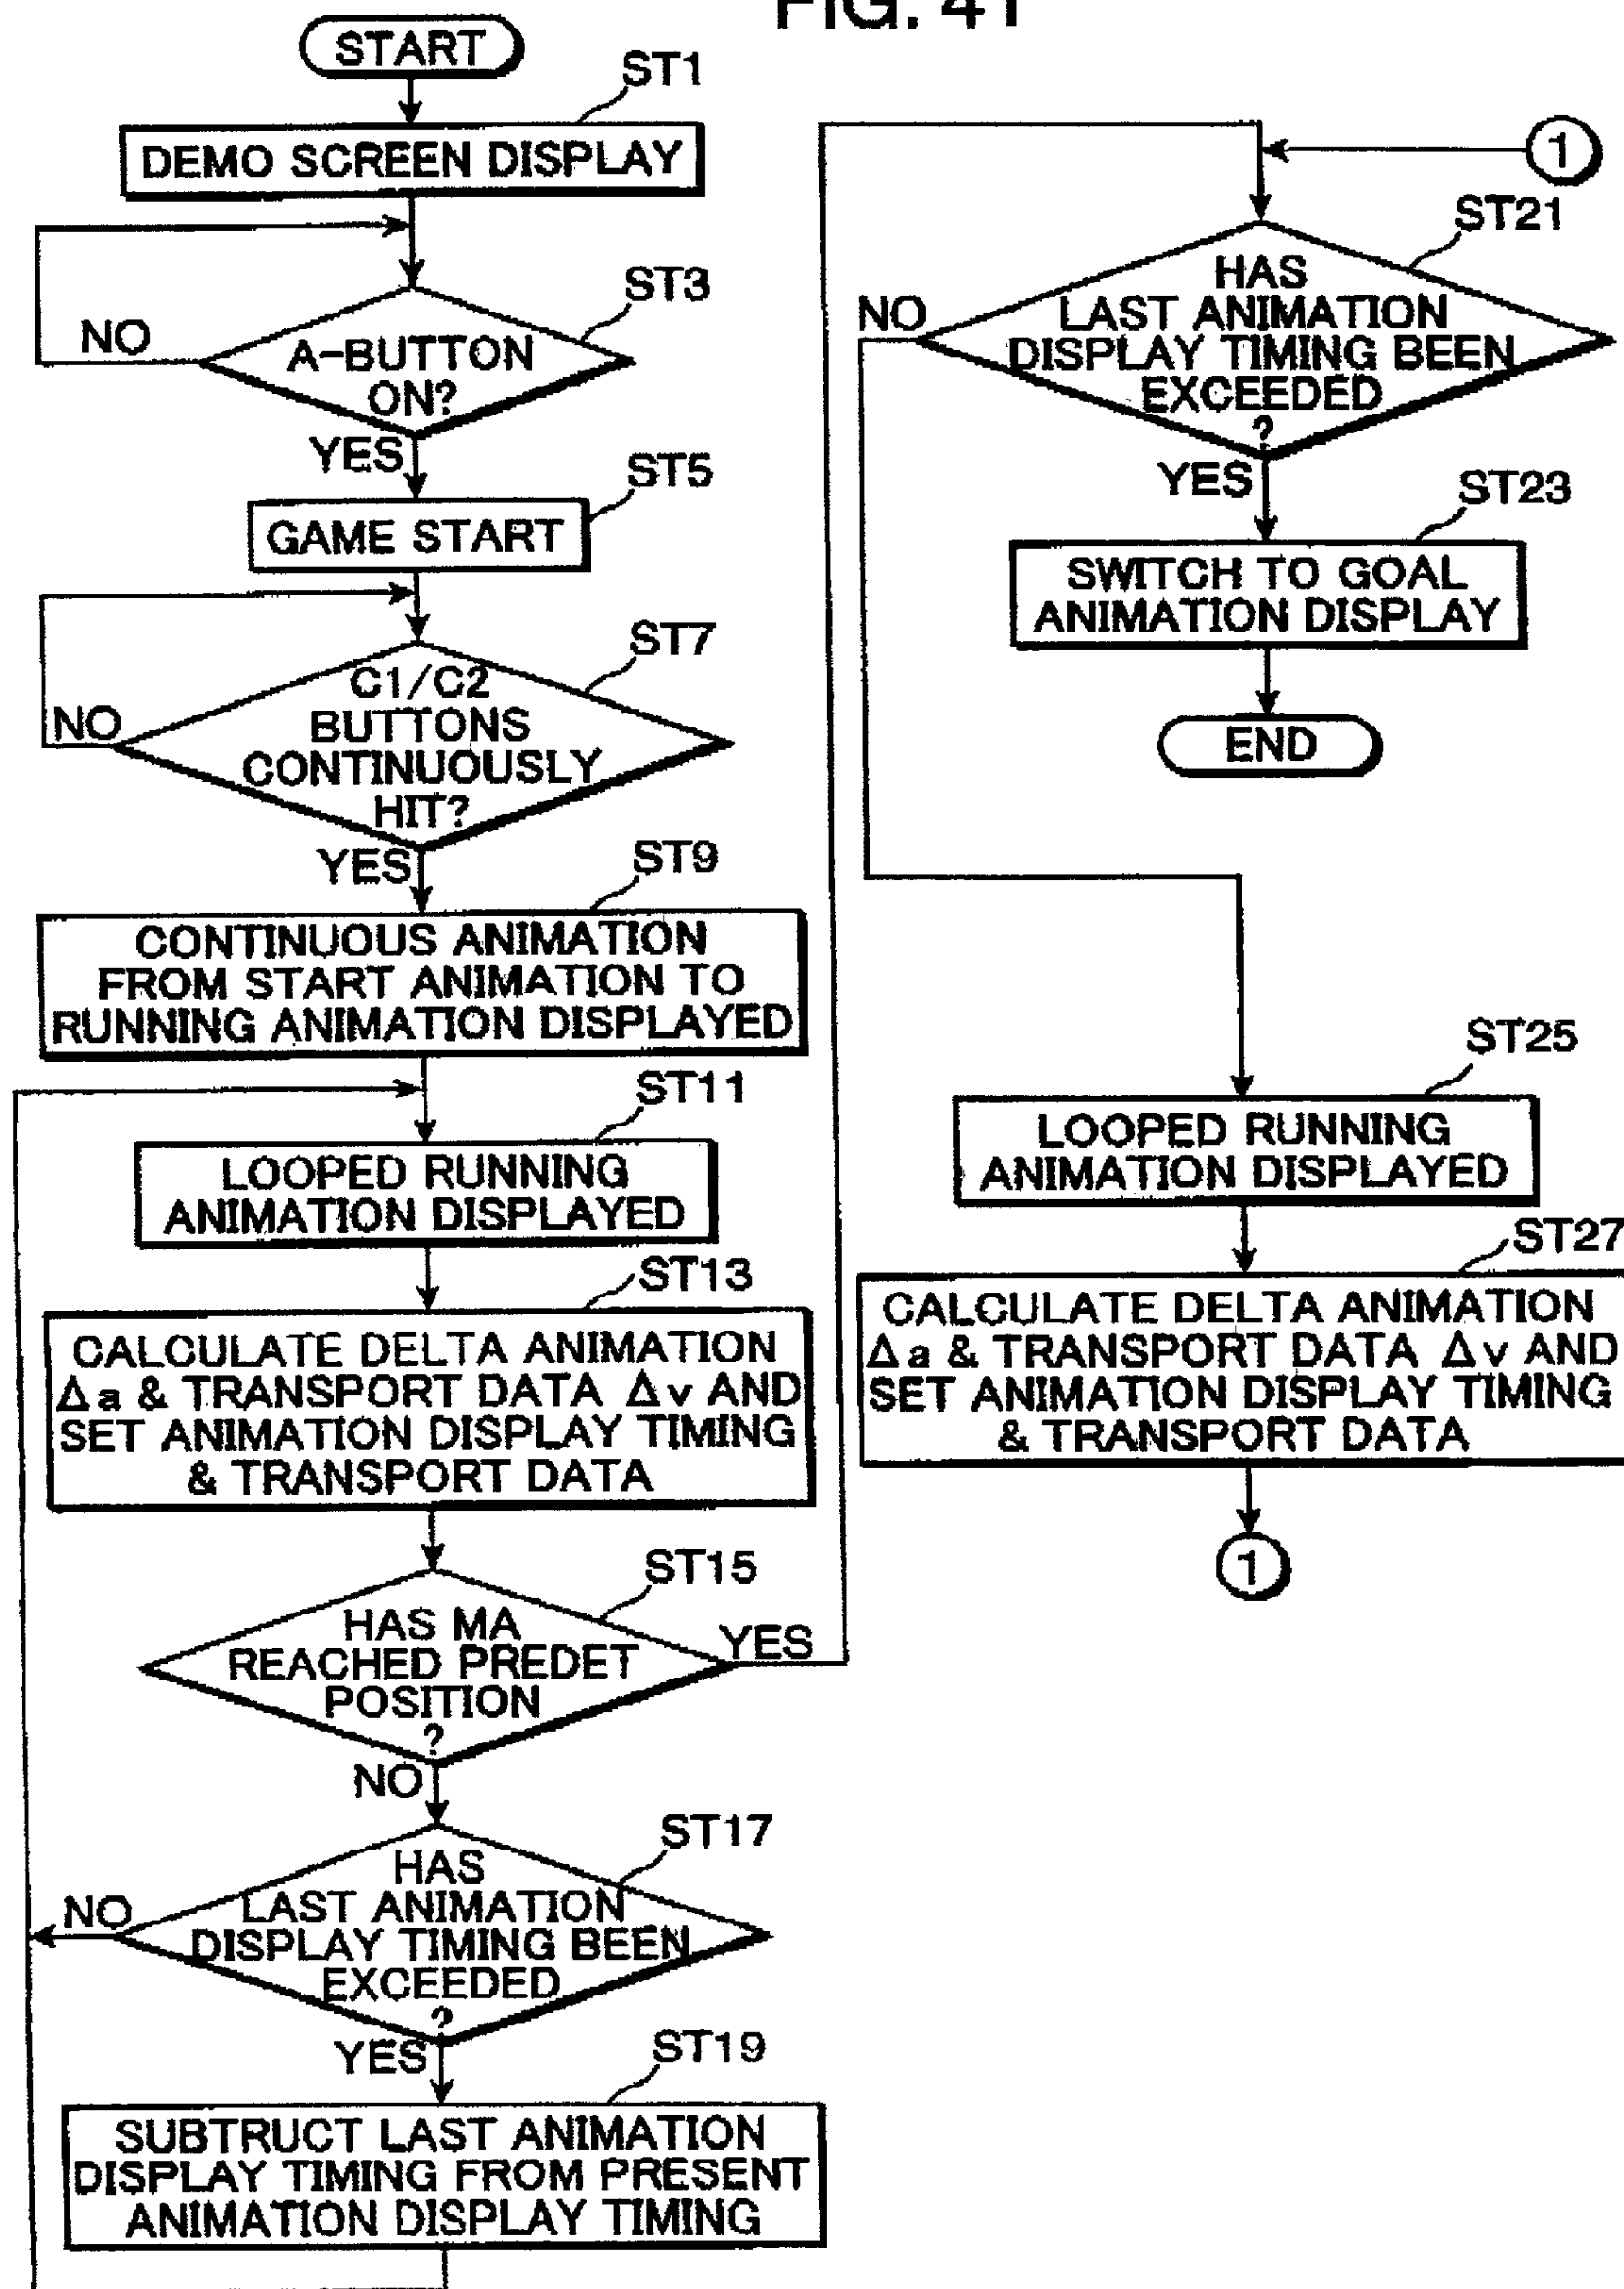 FIG. 41
START
ST1
DEMO SCREEN DISPLAY
ST3
NO
A-BUTTON
ON?
YES
ST5
GAME START
ST7
C1/C2
BUTTONS
CONTINUOUSLY
HIT?
NO
YES
ST9
CONTINUOUS ANIMATION
FROM START ANIMATION TO
RUNNING ANIMATION DISPLAYED
ST11
LOOPED RUNNING
ANIMATION DISPLAYED
ST13
CALCULATE DELTA ANIMATION
Δa & TRANSPORT DATA Δv AND
SET ANIMATION DISPLAY TIMING
& TRANSPORT DATA
ST15
HAS MA
REACHED PREDET
POSITION
?
YES
NO
ST17
HAS
LAST ANIMATION
DISPLAY TIMING BEEN
EXCEEDED
?
NO
YES
ST19
SUBTRUCT LAST ANIMATION
DISPLAY TIMING FROM PRESENT
ANIMATION DISPLAY TIMING
1
ST21
HAS
LAST ANIMATION
DISPLAY TIMING BEEN
EXCEEDED
?
NO
YES
ST23
SWITCH TO GOAL
ANIMATION DISPLAY
END
ST25
LOOPED RUNNING
ANIMATION DISPLAYED
ST27
CALCULATE DELTA ANIMATION
Δa & TRANSPORT DATA Δv AND
SET ANIMATION DISPLAY TIMING
& TRANSPORT DATA
1